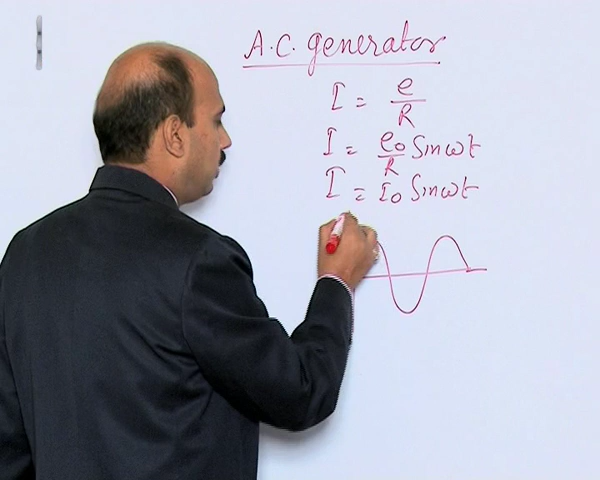 A.C. generator
I = e/R
I = e₀/R Sinωt
I = I₀ Sinωt